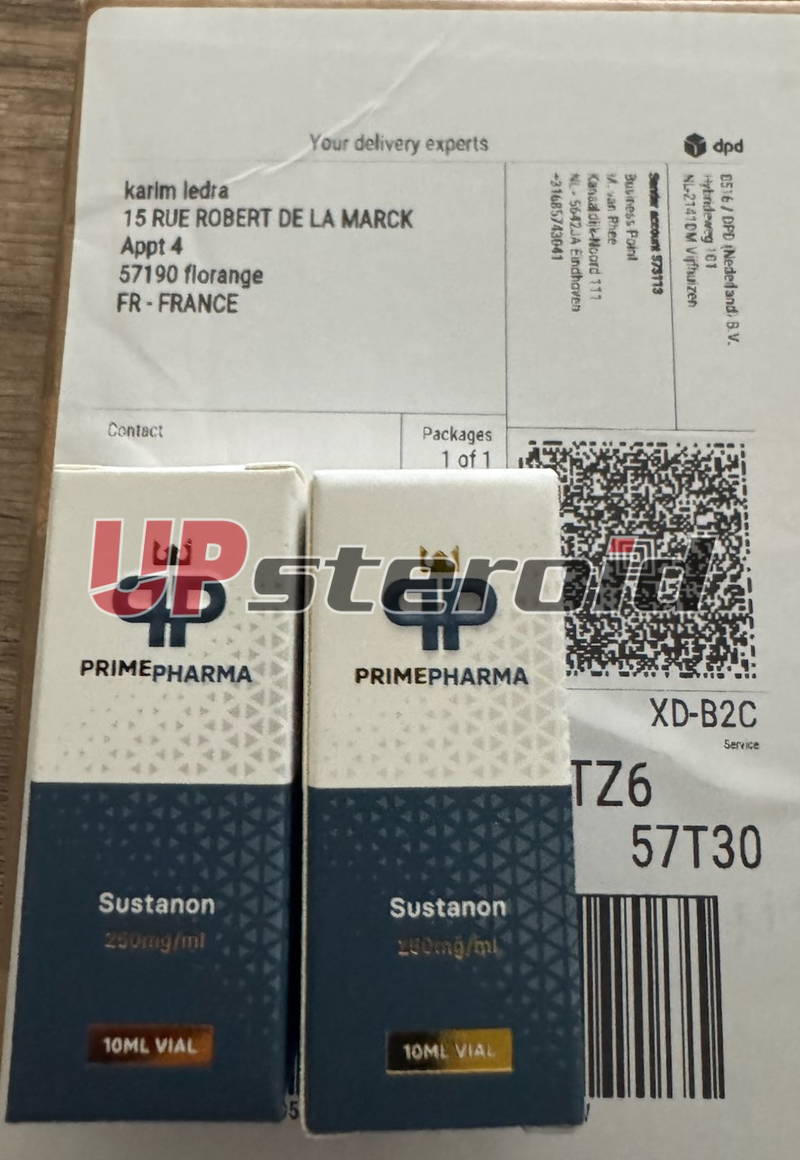 Your delivery experts
dpd
karim ledra
15 RUE ROBERT DE LA MARCK
Appt 4
57190 florange
FR - FRANCE
0516 / DPD (Nederland) B.V.
Hybrideweg 101
NL-2141DM Vijfhuizen
Sender account
Business Point
M. van
Kanaaldijk-Noord 111
NL - 5642JA Eindhoven
Contact
Packages
1 of 1
UPsteroid
PRIMEPHARMA
Sustanon
250mg/ml
10ML VIAL
PRIMEPHARMA
Sustanon
250mg/ml
10ML VIAL
XD-B2C
Service
TZ6
57T30